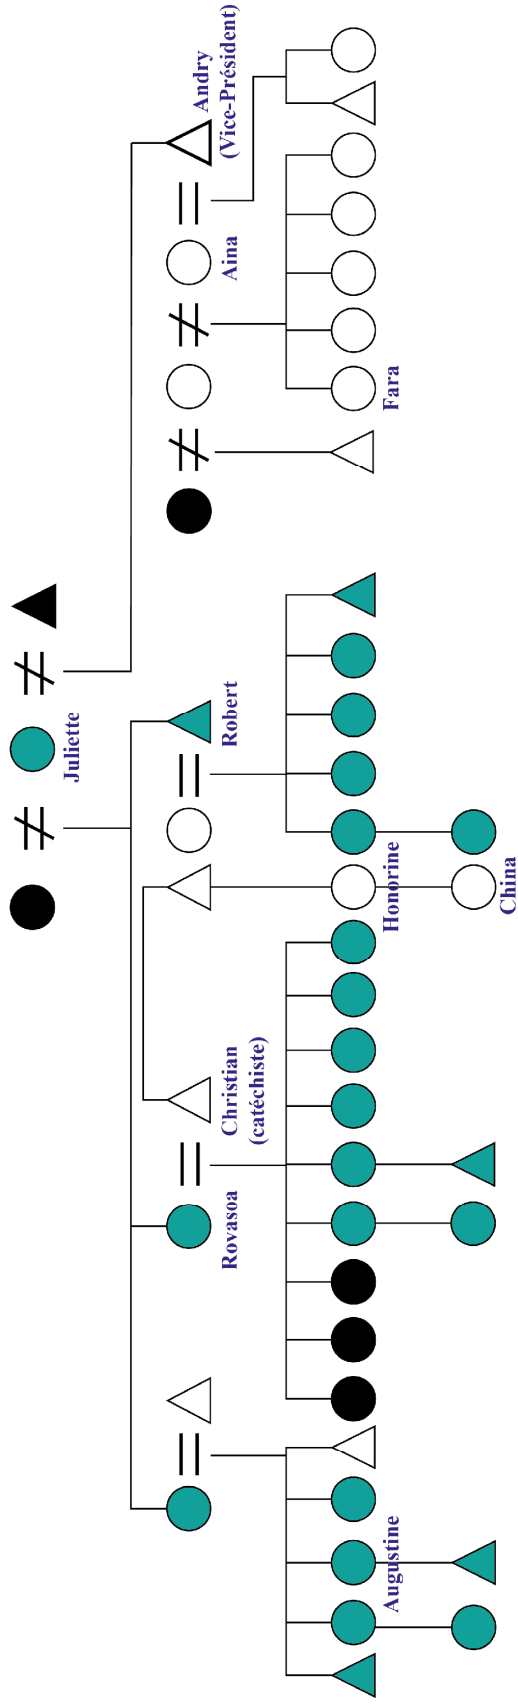 Juliette
Rovasoa
Christian
(catéchiste)
Robert
Aina
Andry
(Vice-Président)
Augustine
Honorine
Fara
China